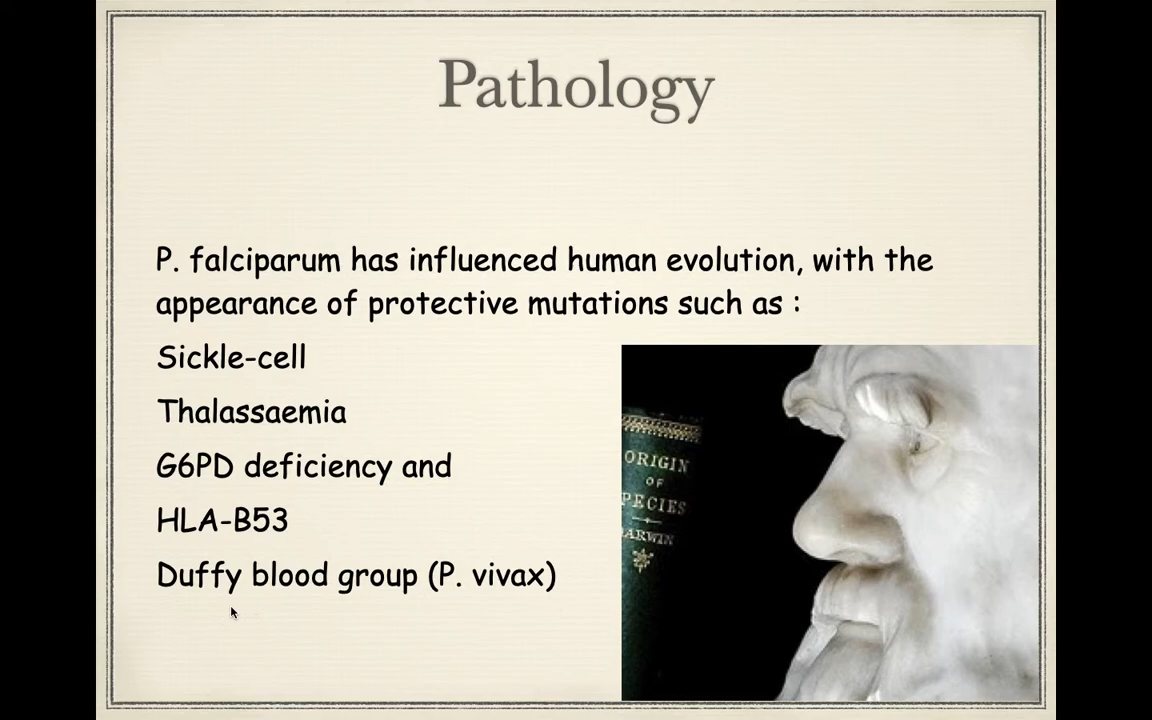 Pathology
P. falciparum has influenced human evolution, with the
appearance of protective mutations such as :
Sickle-cell
Thalassaemia
G6PD deficiency and
HLA-B53
Duffy blood group (P. vivax)
ORIGIN
OF
PECIES
ARWIN